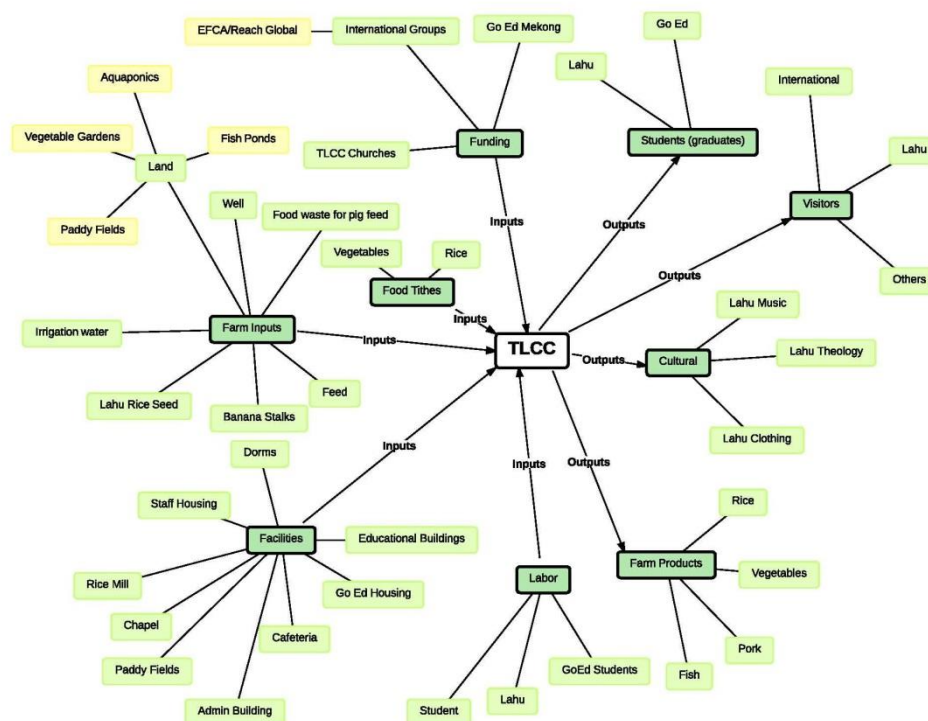 EFCA/Reach Global
International Groups
Go Ed Mekong
Go Ed
Lahu
Aquaponics
International
Vegetable Gardens
Fish Ponds
Land
TLCC Churches
Funding
Students (graduates)
Lahu
Paddy Fields
Well
Food waste for pig feed
Visitors
Outputs
Inputs
Vegetables
Rice
Outputs
Others
Food Tithes
Inputs
Lahu Music
Irrigation water
Farm Inputs
Inputs
TLCC
Outputs
Cultural
Lahu Theology
Lahu Rice Seed
Banana Stalks
Feed
Lahu Clothing
Dorms
Inputs
Inputs
Outputs
Staff Housing
Facilities
Educational Buildings
Rice
Rice Mill
Go Ed Housing
Labor
Farm Products
Vegetables
Chapel
Cafeteria
Paddy Fields
GoEd Students
Pork
Fish
Admin Building
Student
Lahu